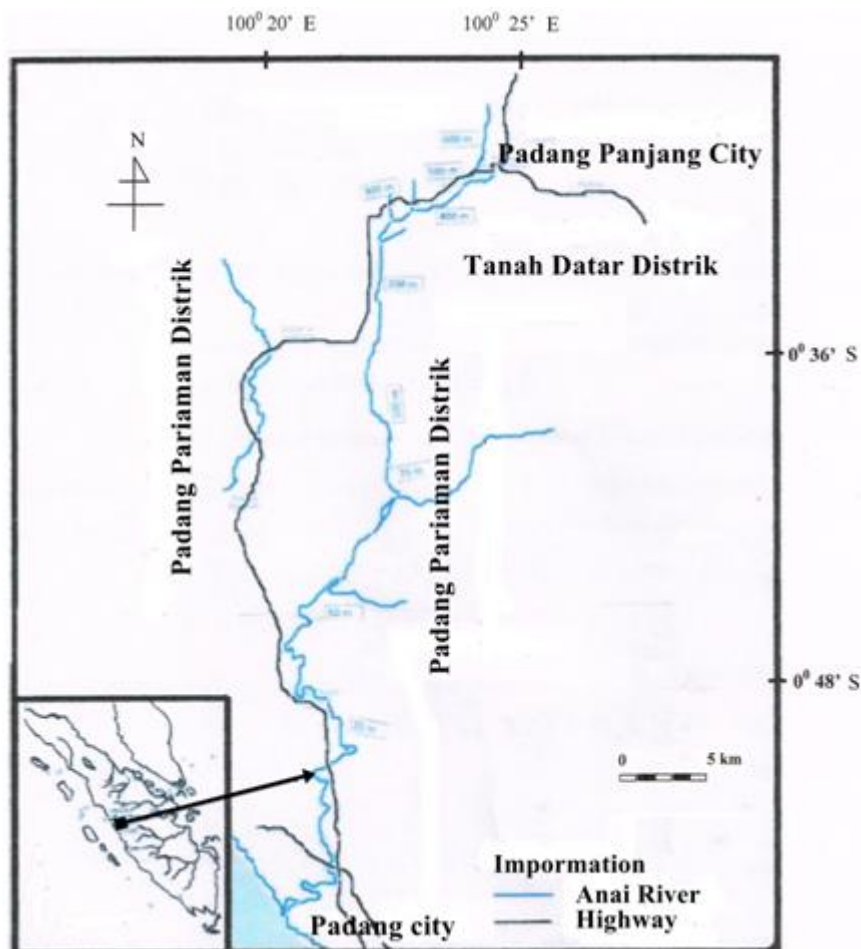 100⁰ 20' E 100⁰ 25' E
N
Padang Panjang City
Tanah Datar Distrik
Padang Pariaman Distrik
0⁰ 36' S
Padang Pariaman Distrik
0⁰ 48' S
0 5 km
Impormation
Anai River
Highway
Padang city